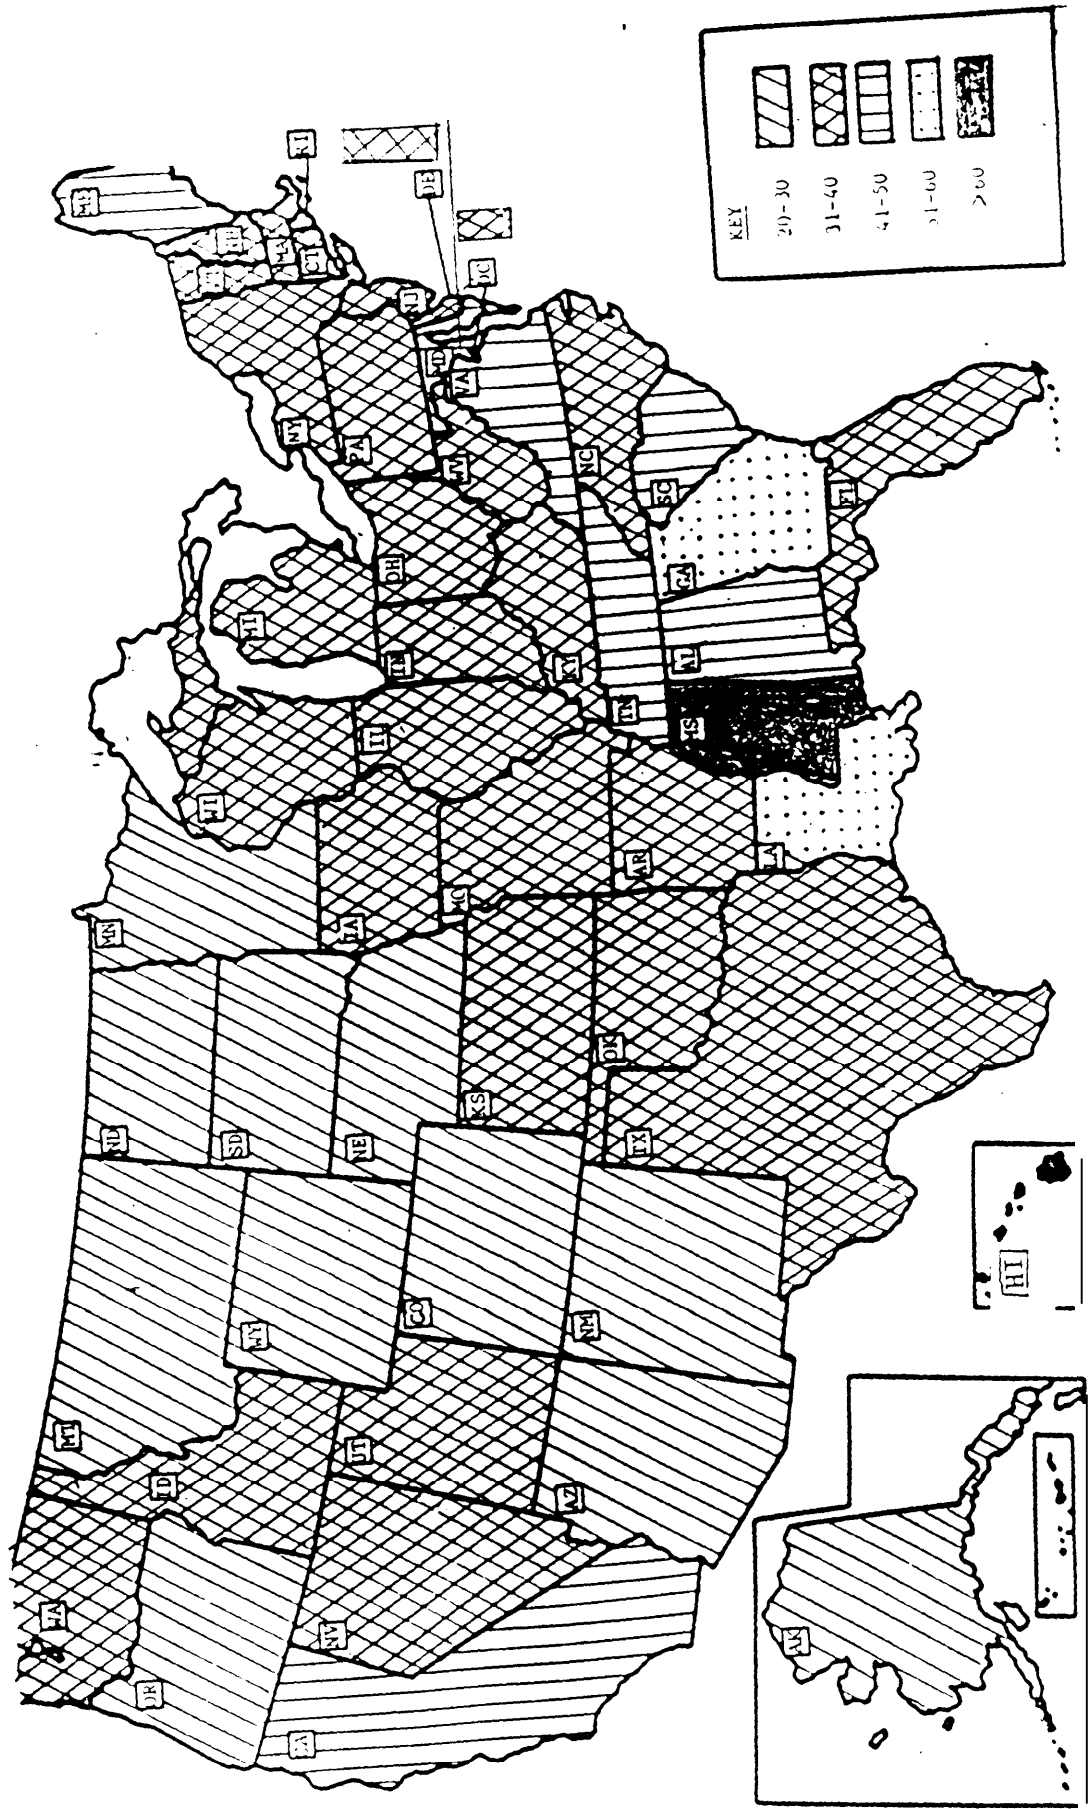 WA
OR
CA
NV
ID
MT
WY
UT
AZ
CO
NM
ND
SD
NE
KS
OK
TX
MN
IA
MO
AR
LA
WI
IL
MI
IN
OH
KY
TN
MS
AL
GA
FL
SC
NC
VA
WV
MD
DC
DE
NJ
PA
NY
CT
RI
MA
NH
ME
AK
HI
KEY
20-30
31-40
41-50
51-60
>60